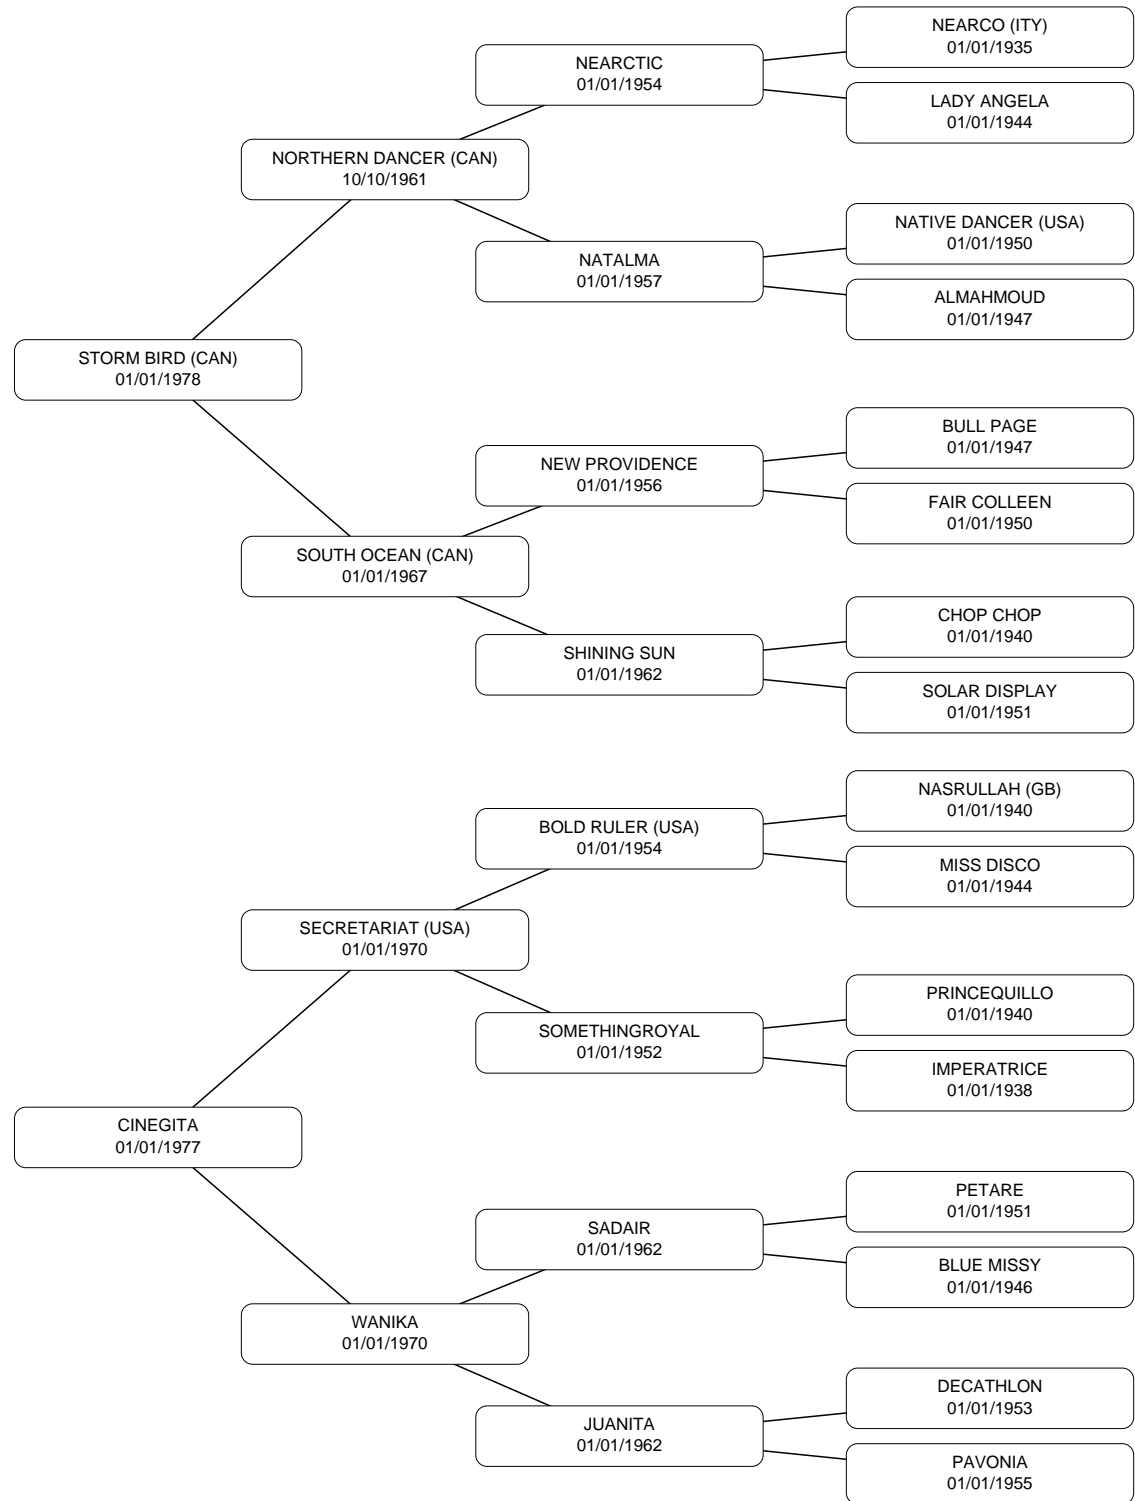 NEARCO (ITY)
01/01/1935
NEARCTIC
01/01/1954
LADY ANGELA
01/01/1944
NORTHERN DANCER (CAN)
10/10/1961
NATIVE DANCER (USA)
01/01/1950
NATALMA
01/01/1957
ALMAHMOUD
01/01/1947
STORM BIRD (CAN)
01/01/1978
BULL PAGE
01/01/1947
NEW PROVIDENCE
01/01/1956
FAIR COLLEEN
01/01/1950
SOUTH OCEAN (CAN)
01/01/1967
CHOP CHOP
01/01/1940
SHINING SUN
01/01/1962
SOLAR DISPLAY
01/01/1951
NASRULLAH (GB)
01/01/1940
BOLD RULER (USA)
01/01/1954
MISS DISCO
01/01/1944
SECRETARIAT (USA)
01/01/1970
PRINCEQUILLO
01/01/1940
SOMETHINGROYAL
01/01/1952
IMPERATRICE
01/01/1938
CINEGITA
01/01/1977
PETARE
01/01/1951
SADAIR
01/01/1962
BLUE MISSY
01/01/1946
WANIKA
01/01/1970
DECATHLON
01/01/1953
JUANITA
01/01/1962
PAVONIA
01/01/1955